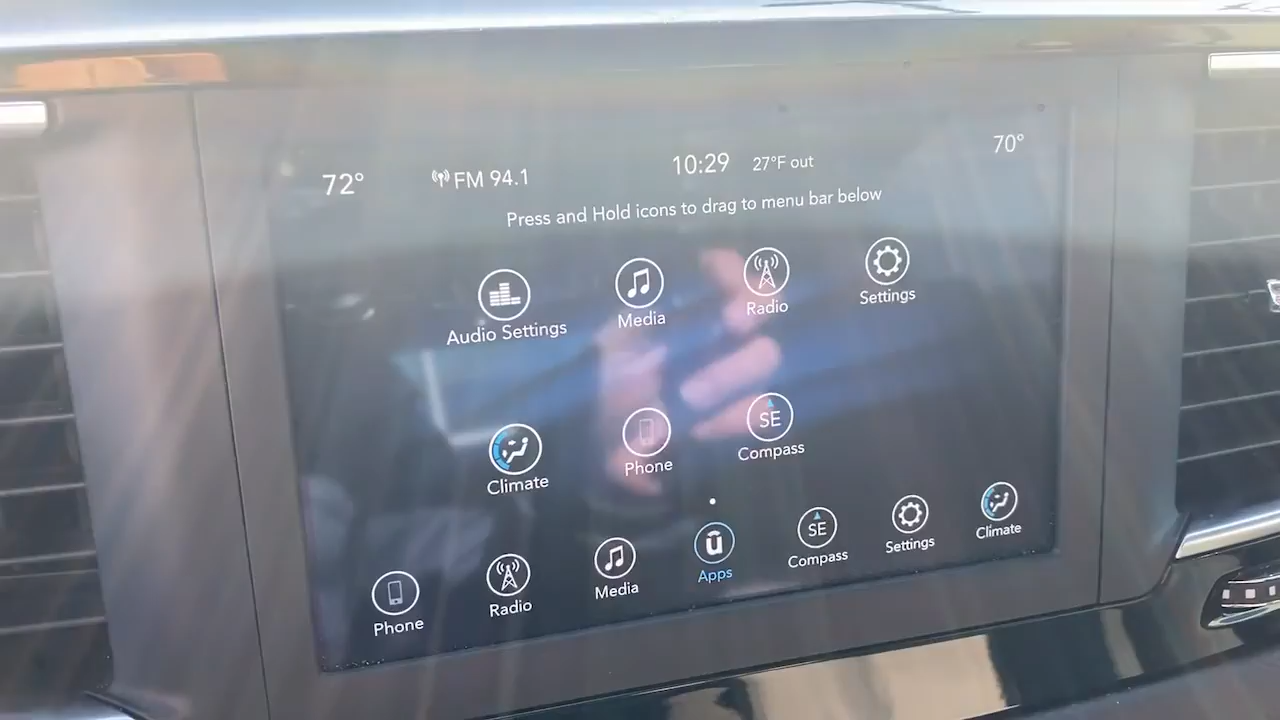 72° FM 94.1 10:29 27°F out 70°
Press and Hold icons to drag to menu bar below
Audio Settings Media Radio Settings
SE
Climate Phone Compass
SE
Phone Radio Media Apps Compass Settings Climate